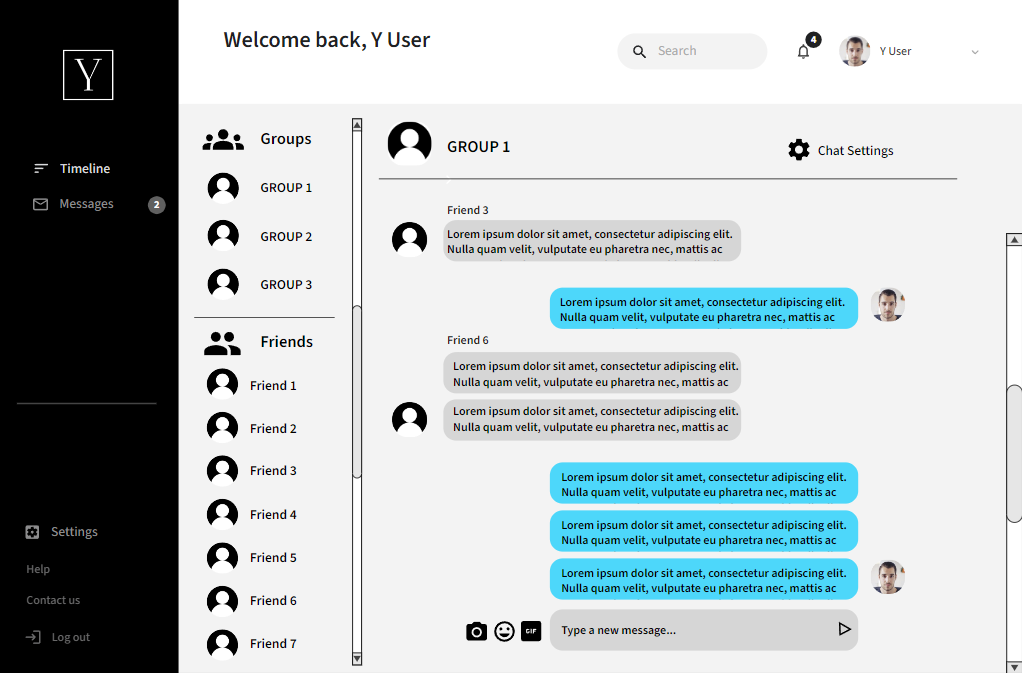 Y
Timeline
Messages
2
Settings
Help
Contact us
Log out
Welcome back, Y User
Search
4
Y User
Groups
GROUP 1
GROUP 2
GROUP 3
Friends
Friend 1
Friend 2
Friend 3
Friend 4
Friend 5
Friend 6
Friend 7
GROUP 1
Chat Settings
Friend 3
Lorem ipsum dolor sit amet, consectetur adipiscing elit.
Nulla quam velit, vulputate eu pharetra nec, mattis ac
Lorem ipsum dolor sit amet, consectetur adipiscing elit.
Nulla quam velit, vulputate eu pharetra nec, mattis ac
Friend 6
Lorem ipsum dolor sit amet, consectetur adipiscing elit.
Nulla quam velit, vulputate eu pharetra nec, mattis ac
Lorem ipsum dolor sit amet, consectetur adipiscing elit.
Nulla quam velit, vulputate eu pharetra nec, mattis ac
Lorem ipsum dolor sit amet, consectetur adipiscing elit.
Nulla quam velit, vulputate eu pharetra nec, mattis ac
Lorem ipsum dolor sit amet, consectetur adipiscing elit.
Nulla quam velit, vulputate eu pharetra nec, mattis ac
Lorem ipsum dolor sit amet, consectetur adipiscing elit.
Nulla quam velit, vulputate eu pharetra nec, mattis ac
GIF
Type a new message...